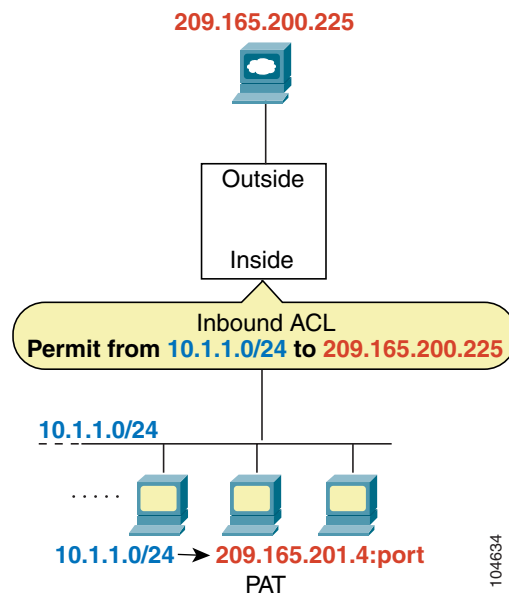 209.165.200.225
Outside
Inside
Inbound ACL
Permit from 10.1.1.0/24 to 209.165.200.225
10.1.1.0/24
10.1.1.0/24 → 209.165.201.4:port
PAT
104634